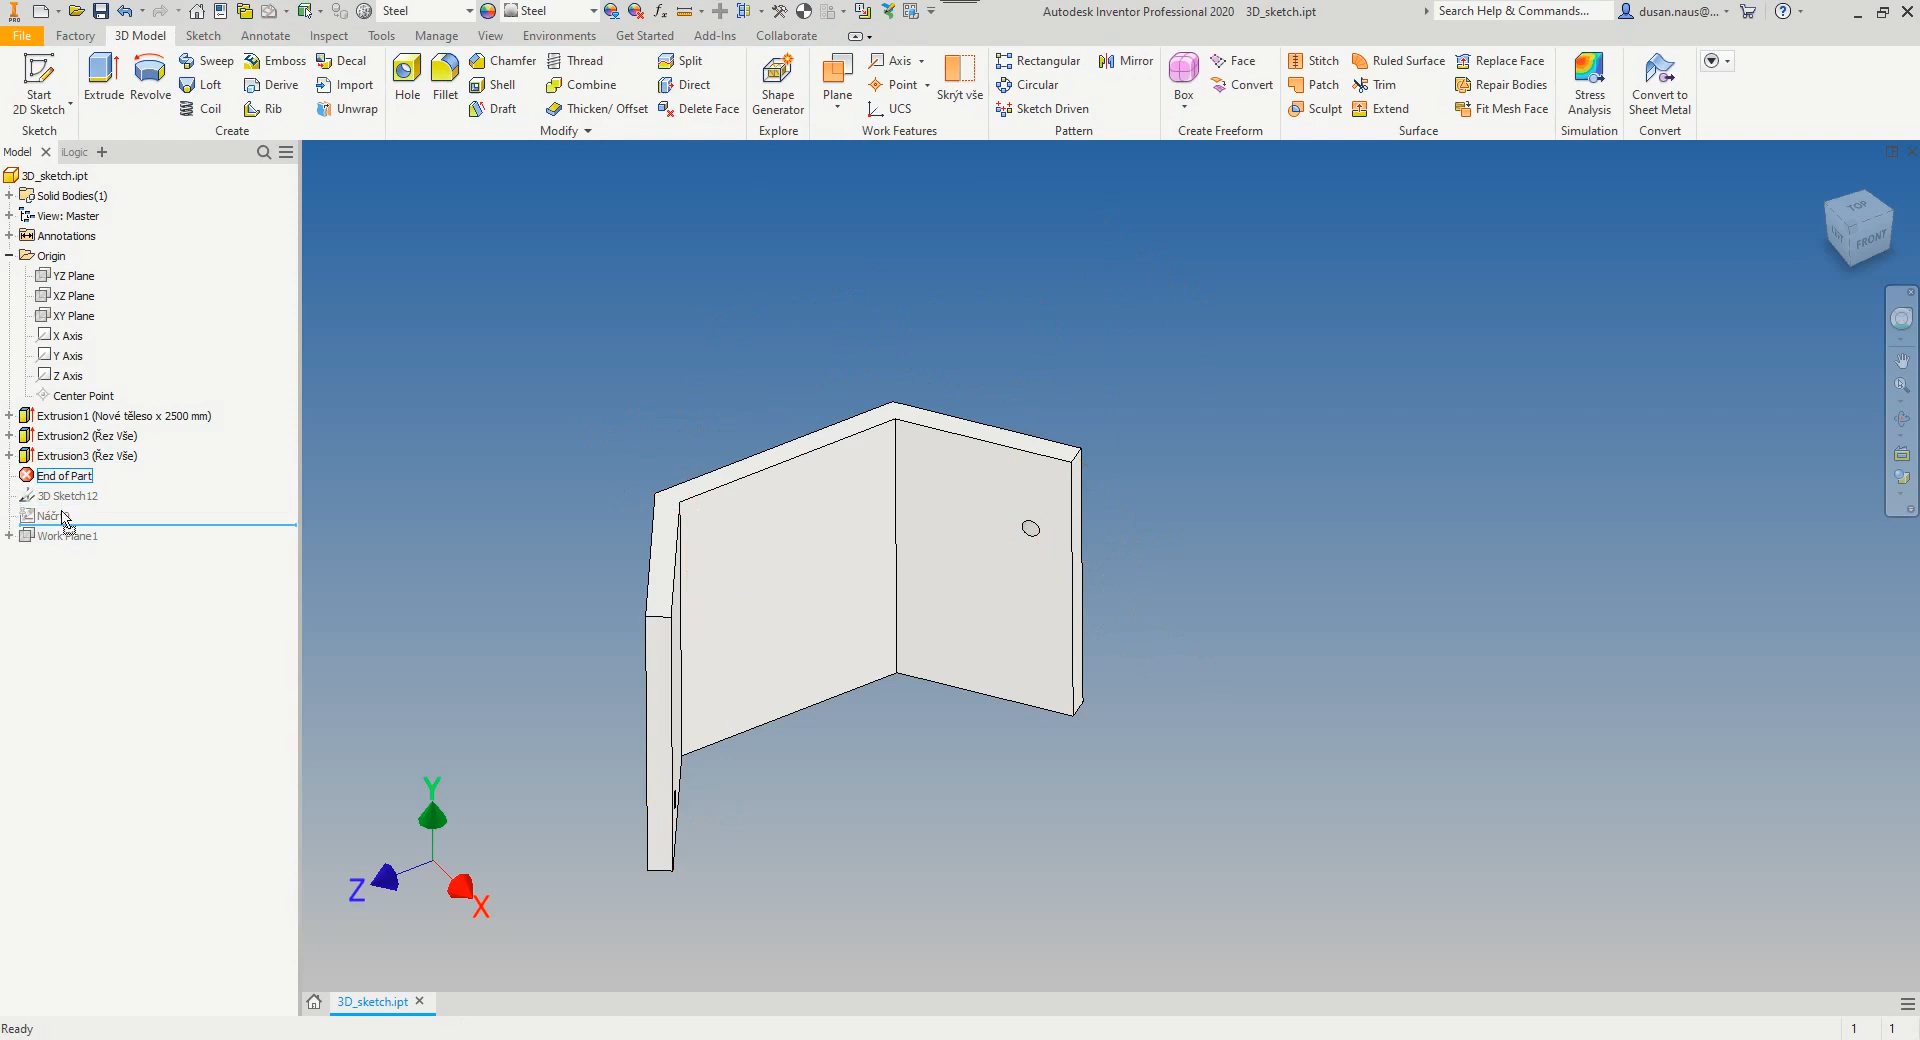 PRO
Steel
Steel
Autodesk Inventor Professional 2020 3D_sketch.ipt
Search Help & Commands...
dusan.naus@...
File Factory 3D Model Sketch Annotate Inspect Tools Manage View Environments Get Started Add-Ins Collaborate
Start
2D Sketch
Sketch
Extrude Revolve
Sweep Emboss Decal
Loft Derive Import
Coil Rib Unwrap
Create
Hole Fillet
Chamfer Thread Split
Shell Combine Direct
Draft Thicken/ Offset Delete Face
Modify
Shape
Generator
Explore
Plane
Axis
Point
UCS
Skrýt vše
Work Features
Rectangular Mirror
Circular
Sketch Driven
Pattern
Box
Face
Convert
Create Freeform
Stitch Ruled Surface Replace Face
Patch Trim Repair Bodies
Sculpt Extend Fit Mesh Face
Surface
Stress
Analysis
Simulation
Convert to
Sheet Metal
Convert
Model iLogic
3D_sketch.ipt
Solid Bodies(1)
View: Master
Annotations
Origin
YZ Plane
XZ Plane
XY Plane
X Axis
Y Axis
Z Axis
Center Point
Extrusion1 (Nové těleso x 2500 mm)
Extrusion2 (Řez Vše)
Extrusion3 (Řez Vše)
End of Part
3D Sketch12
Work Plane1
TOP
LEFT
FRONT
Y
Z
X
3D_sketch.ipt
Ready
1 1